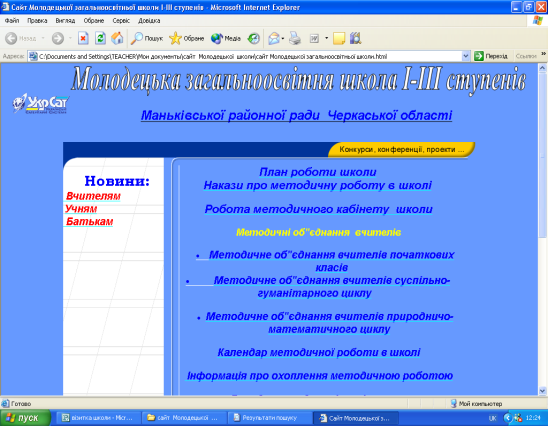 Сайт Молодецької загальноосвітньої школи І-ІІІ ступенів - Microsoft Internet Explorer
Файл Правка Вигляд Обране Сервіс Довідка
Назад Пошук Обране Медіа
Адреса: C:\Documents and Settings\TEACHER\Мои документы\сайт Молодецької школи\сайт Молодецької загальноосвітньої школи.html Перехід Ссылки
Молодецька загальноосвітня школа І-ІІІ ступенів
УкрСат
Маньківської районної ради Черкаської області
Конкурси, конференції, проекти ...
Новини:
Вчителям
Учням
Батькам
План роботи школи
Накази про методичну роботу в школі
Робота методичного кабінету школи
Методичні об"єднання вчителів
Методичне об"єднання вчителів початкових
класів
Методичне об"єднання вчителів суспільно-
гуманітарного циклу
Методичне об"єднання вчителів природничо-
математичного циклу
Календар методичної роботи в школі
Інформація про охоплення методичною роботою
Готово Мой компьютер
пуск візитка школи - Micr... сайт Молодецької ... Результати пошуку Сайт Молодецької з... UK 12:24